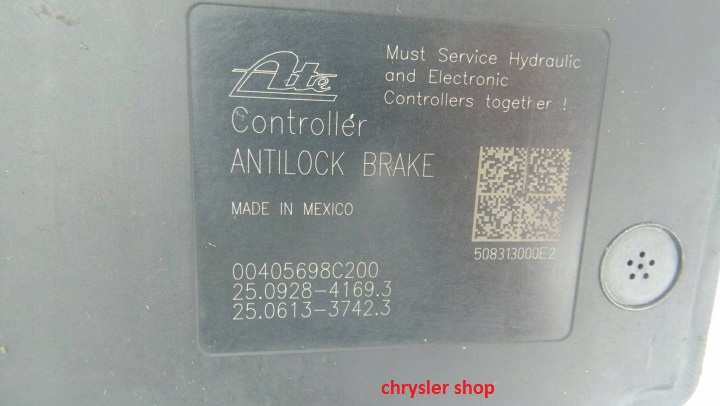 Ate
Must Service Hydraulic
and Electronic
Controllers together !
Controller
ANTILOCK BRAKE
MADE IN MEXICO
508313000E2
00405698C200
25.0928-4169.3
25.0613-3742.3
chrysler shop